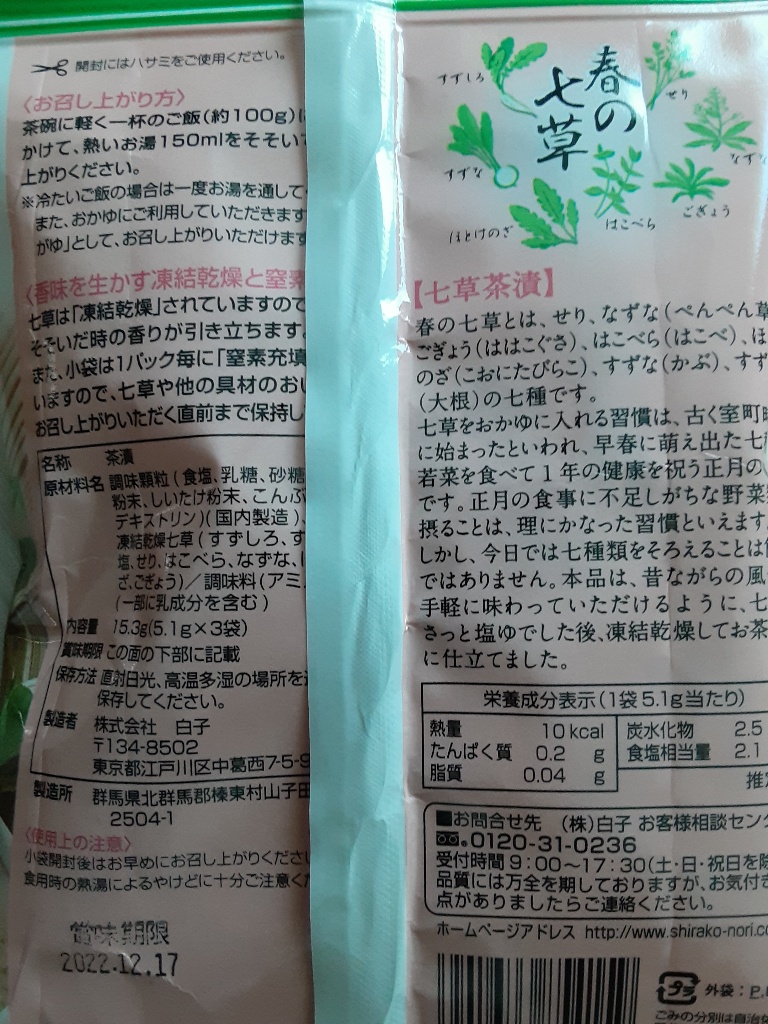 開封にはハサミをご使用ください。
〈お召し上がり方〉
茶碗に軽く一杯のご飯(約100g)に
かけて、熱いお湯150mlをそそいで
上がりください。
※冷たいご飯の場合は一度お湯を通して
また、おかゆにご利用していただきます
がゆ」として、お召し上がりいただけます
〈香味を生かす凍結乾燥と窒素
七草は「凍結乾燥」されていますので
そそいだ時の香りが引き立ちます。
また、小袋は1パック毎に「窒素充填
いますので、七草や他の具材のおい
お召し上がりいただく直前まで保持し
名称 茶漬
原材料名 調味顆粒(食塩、乳糖、砂糖
粉末、しいたけ粉末、こんぶ
デキストリン)(国内製造)、
凍結乾燥七草(すずしろ、す
塩、せり、はこべら、なずな、
ざ、ごぎょう)/調味料(アミ
(一部に乳成分を含む)
内容量 15.3g(5.1g×3袋)
賞味期限 この面の下部に記載
保存方法 直射日光、高温多湿の場所を
保存してください。
製造者 株式会社 白子
〒134-8502
東京都江戸川区中葛西7-5-9
製造所 群馬県北群馬郡榛東村山子田
2504-1
〈使用上の注意〉
小袋開封後はお早めにお召し上がりくださ
食用時の熱湯によるやけどに十分ご注意く
賞味期限
2022.12.17
春の
七草
すずしろ
せり
なずな
すずな
ごぎょう
はこべら
ほとけのざ
【七草茶漬】
春の七草とは、せり、なずな(ぺんぺん草
ごぎょう(ははこぐさ)、はこべら(はこべ)、ほ
のざ(こおにたびらこ)、すずな(かぶ)、すず
(大根)の七種です。
七草をおかゆに入れる習慣は、古く室町時
に始まったといわれ、早春に萌え出た七
若菜を食べて1年の健康を祝う正月の
です。正月の食事に不足しがちな野菜
摂ることは、理にかなった習慣といえます
しかし、今日では七種類をそろえることは
ではありません。本品は、昔ながらの風
手軽に味わっていただけるように、七
さっと塩ゆでした後、凍結乾燥してお茶
に仕立てました。
栄養成分表示(1袋5.1g当たり)
熱量 10kcal 炭水化物 2.5
たんぱく質 0.2 g 食塩相当量 2.1
脂質 0.04 g
推
■お問合せ先 (株)白子 お客様相談セン
0120-31-0236
受付時間9:00〜17:30(土・日・祝日を除
品質には万全を期しておりますが、お気付き
点がありましたらご連絡ください。
ホームページアドレス http://www.shirako-nori.co
プラ 外袋:P.
ごみの分別は自治